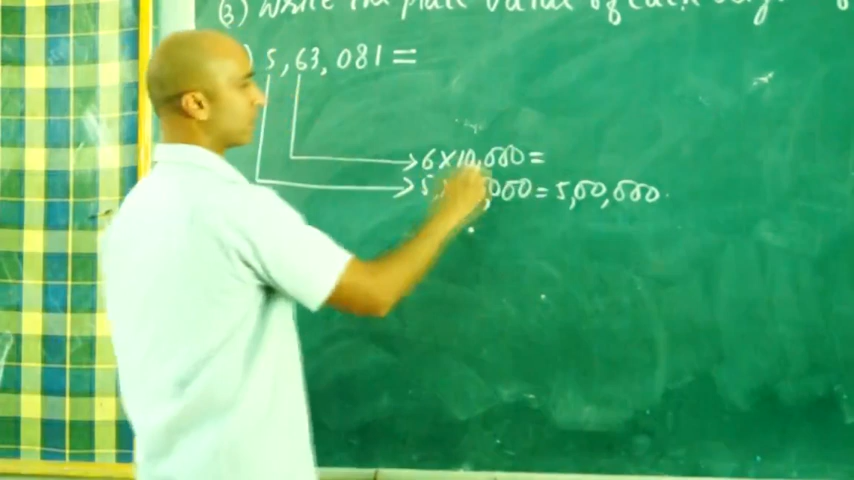 (3) Write the place value of each
5,63,081 =
6×10,000 =
5,000 = 5,00,000